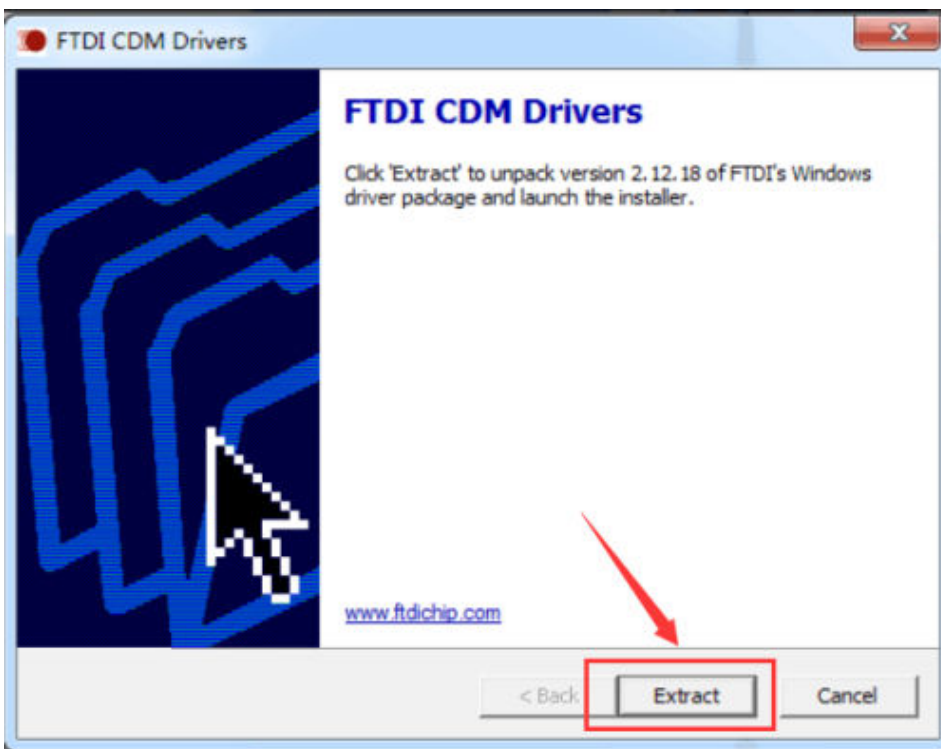 FTDI CDM Drivers
FTDI CDM Drivers
Click 'Extract' to unpack version 2.12.18 of FTDI's Windows
driver package and launch the installer.
www.ftdichip.com
< Back
Extract
Cancel